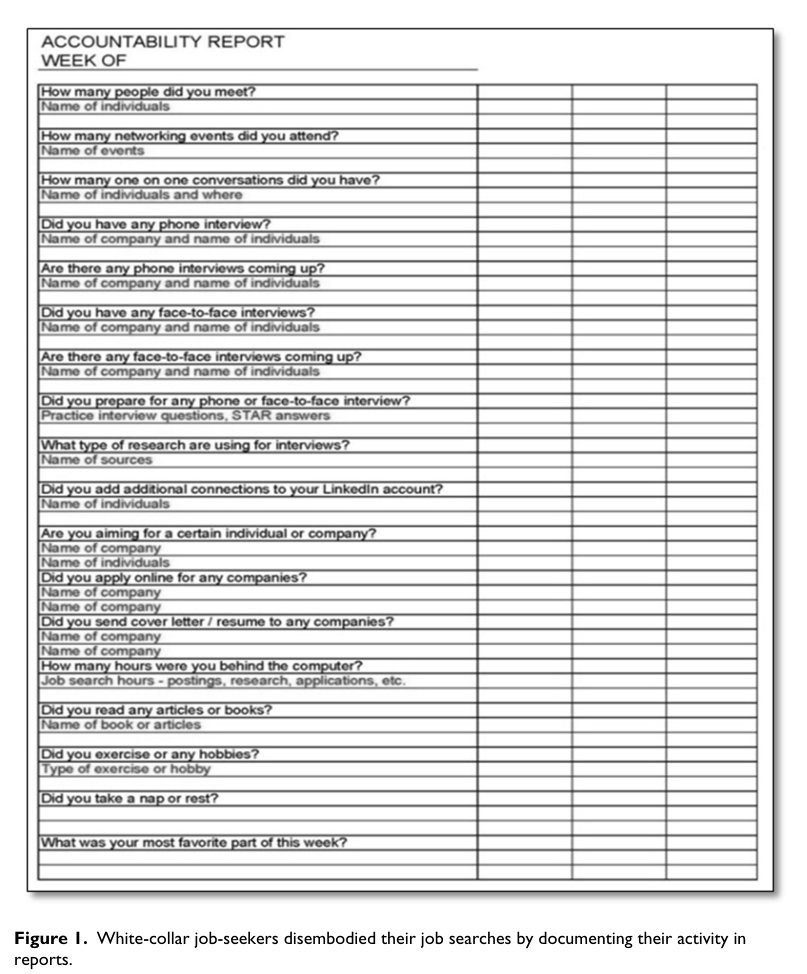 ACCOUNTABILITY REPORT
WEEK OF
How many people did you meet?
Name of individuals
How many networking events did you attend?
Name of events
How many one on one conversations did you have?
Name of individuals and where
Did you have any phone interview?
Name of company and name of individuals
Are there any phone interviews coming up?
Name of company and name of individuals
Did you have any face-to-face interviews?
Name of company and name of individuals
Are there any face-to-face interviews coming up?
Name of company and name of individuals
Did you prepare for any phone or face-to-face interview?
Practice interview questions, STAR answers
What type of research are using for interviews?
Name of sources
Did you add additional connections to your LinkedIn account?
Name of individuals
Are you aiming for a certain individual or company?
Name of company
Name of individuals
Did you apply online for any companies?
Name of company
Name of company
Did you send cover letter / resume to any companies?
Name of company
Name of company
How many hours were you behind the computer?
Job search hours - postings, research, applications, etc.
Did you read any articles or books?
Name of book or articles
Did you exercise or any hobbies?
Type of exercise or hobby
Did you take a nap or rest?
What was your most favorite part of this week?
Figure 1. White-collar job-seekers disembodied their job searches by documenting their activity in
reports.